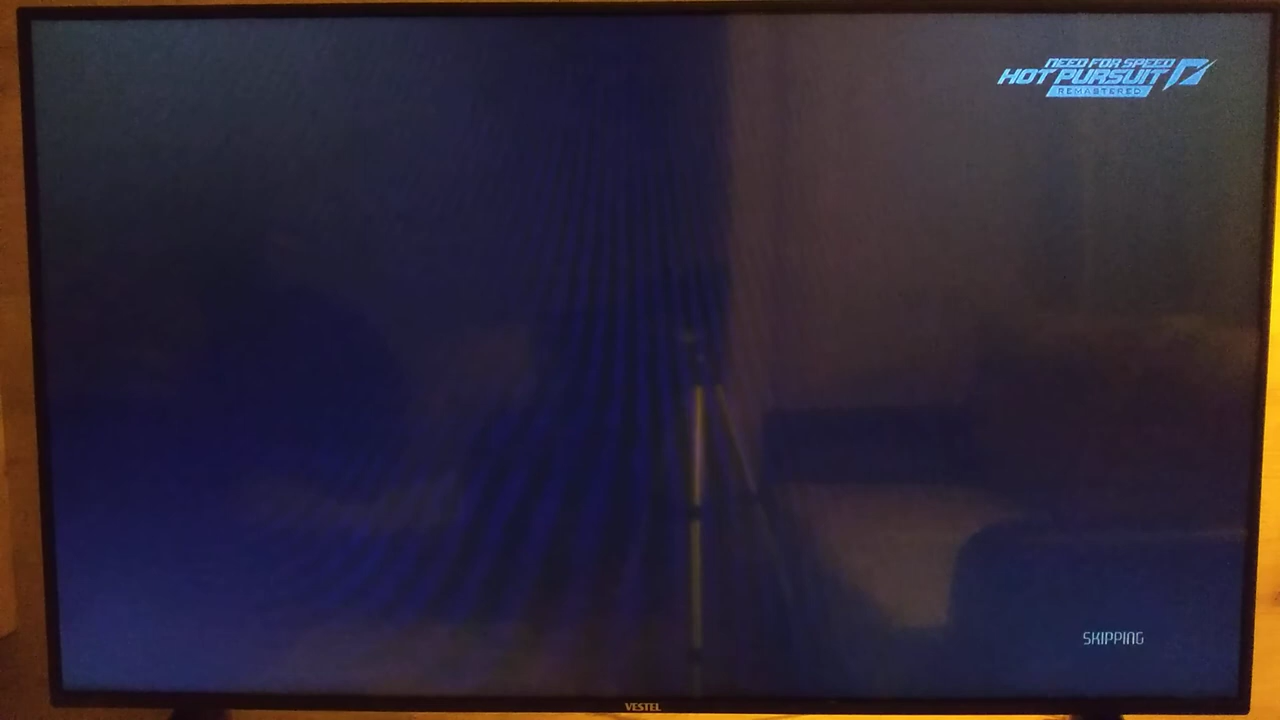 NEED FOR SPEED
HOT PURSUIT
REMASTERED
SKIPPING
VESTEL